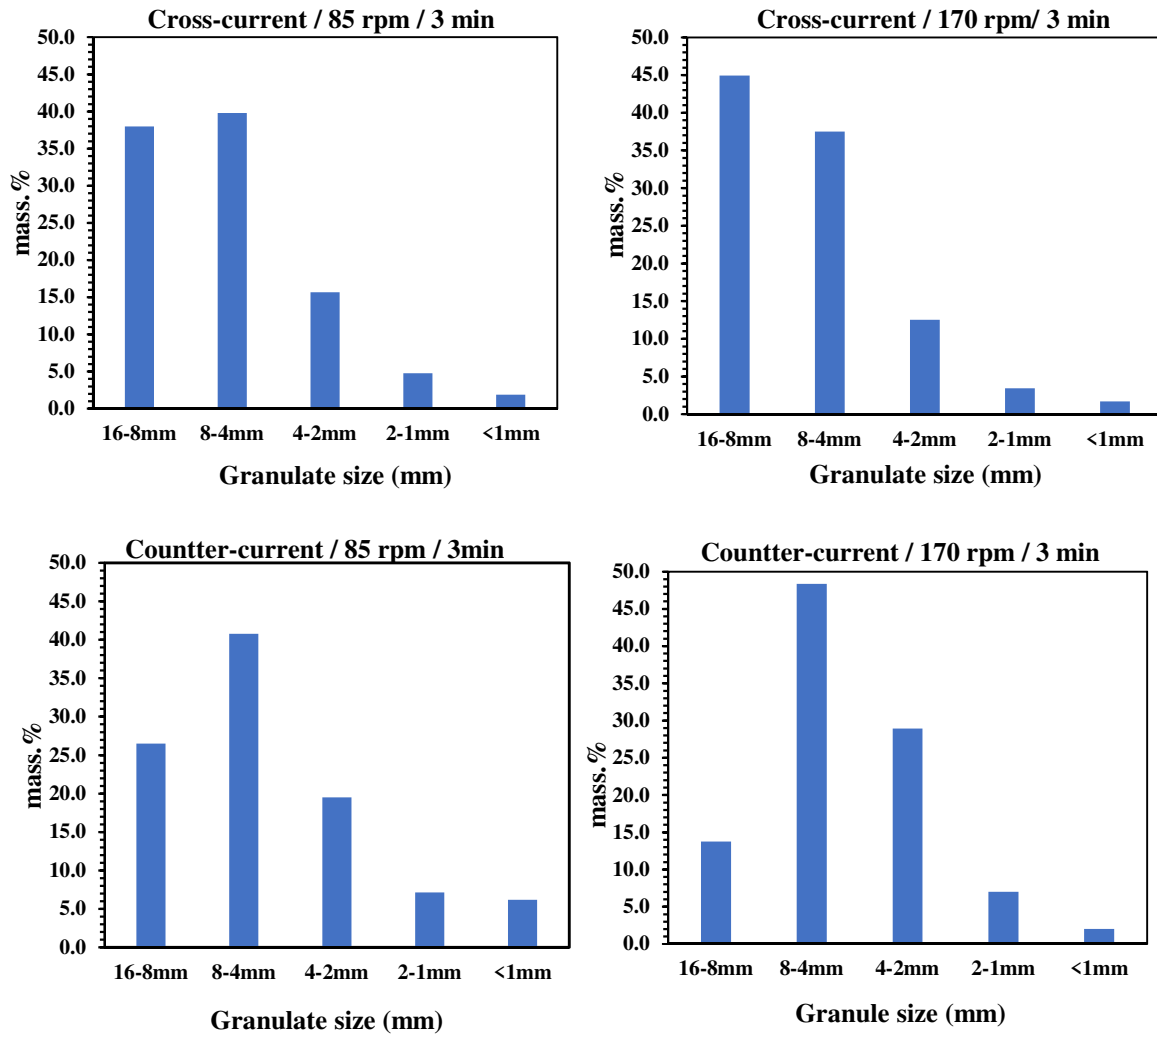 Cross-current / 85 rpm / 3 min
50.0
45.0
40.0
35.0
30.0
25.0
20.0
15.0
10.0
5.0
0.0
mass.%
16-8mm 8-4mm 4-2mm 2-1mm <1mm
Granulate size (mm)
Cross-current / 170 rpm/ 3 min
50.0
45.0
40.0
35.0
30.0
25.0
20.0
15.0
10.0
5.0
0.0
mass.%
16-8mm 8-4mm 4-2mm 2-1mm <1mm
Granulate size (mm)
Countter-current / 85 rpm / 3min
50.0
45.0
40.0
35.0
30.0
25.0
20.0
15.0
10.0
5.0
0.0
mass.%
16-8mm 8-4mm 4-2mm 2-1mm <1mm
Granulate size (mm)
Countter-current / 170 rpm / 3 min
50.0
45.0
40.0
35.0
30.0
25.0
20.0
15.0
10.0
5.0
0.0
mass.%
16-8mm 8-4mm 4-2mm 2-1mm <1mm
Granule size (mm)